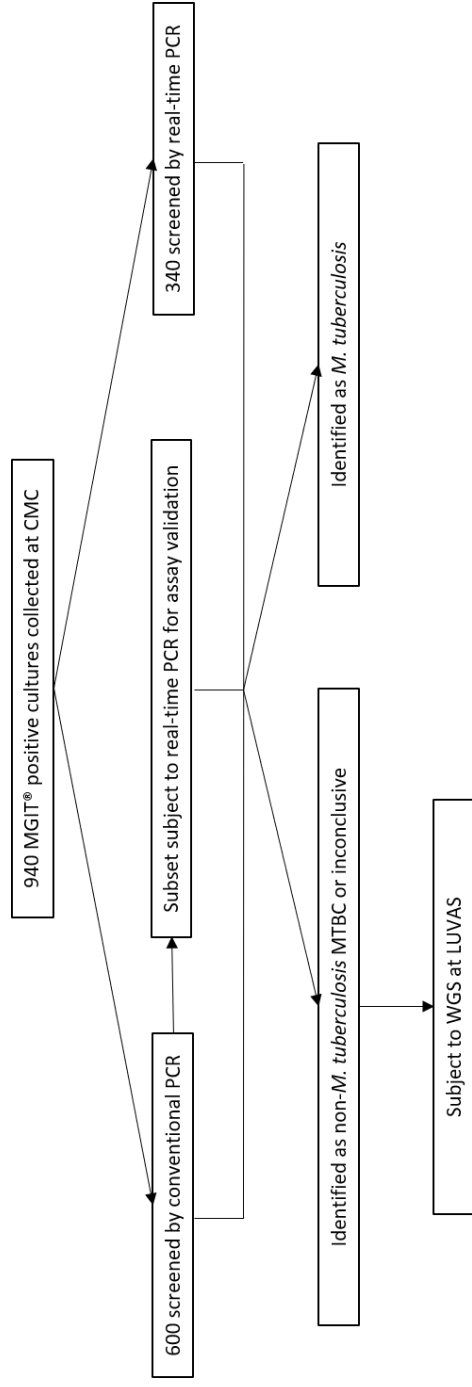 940 MGIT® positive cultures collected at CMC
600 screened by conventional PCR
Subset subject to real-time PCR for assay validation
340 screened by real-time PCR
Identified as non-M. tuberculosis MTBC or inconclusive
Identified as M. tuberculosis
Subject to WGS at LUVAS